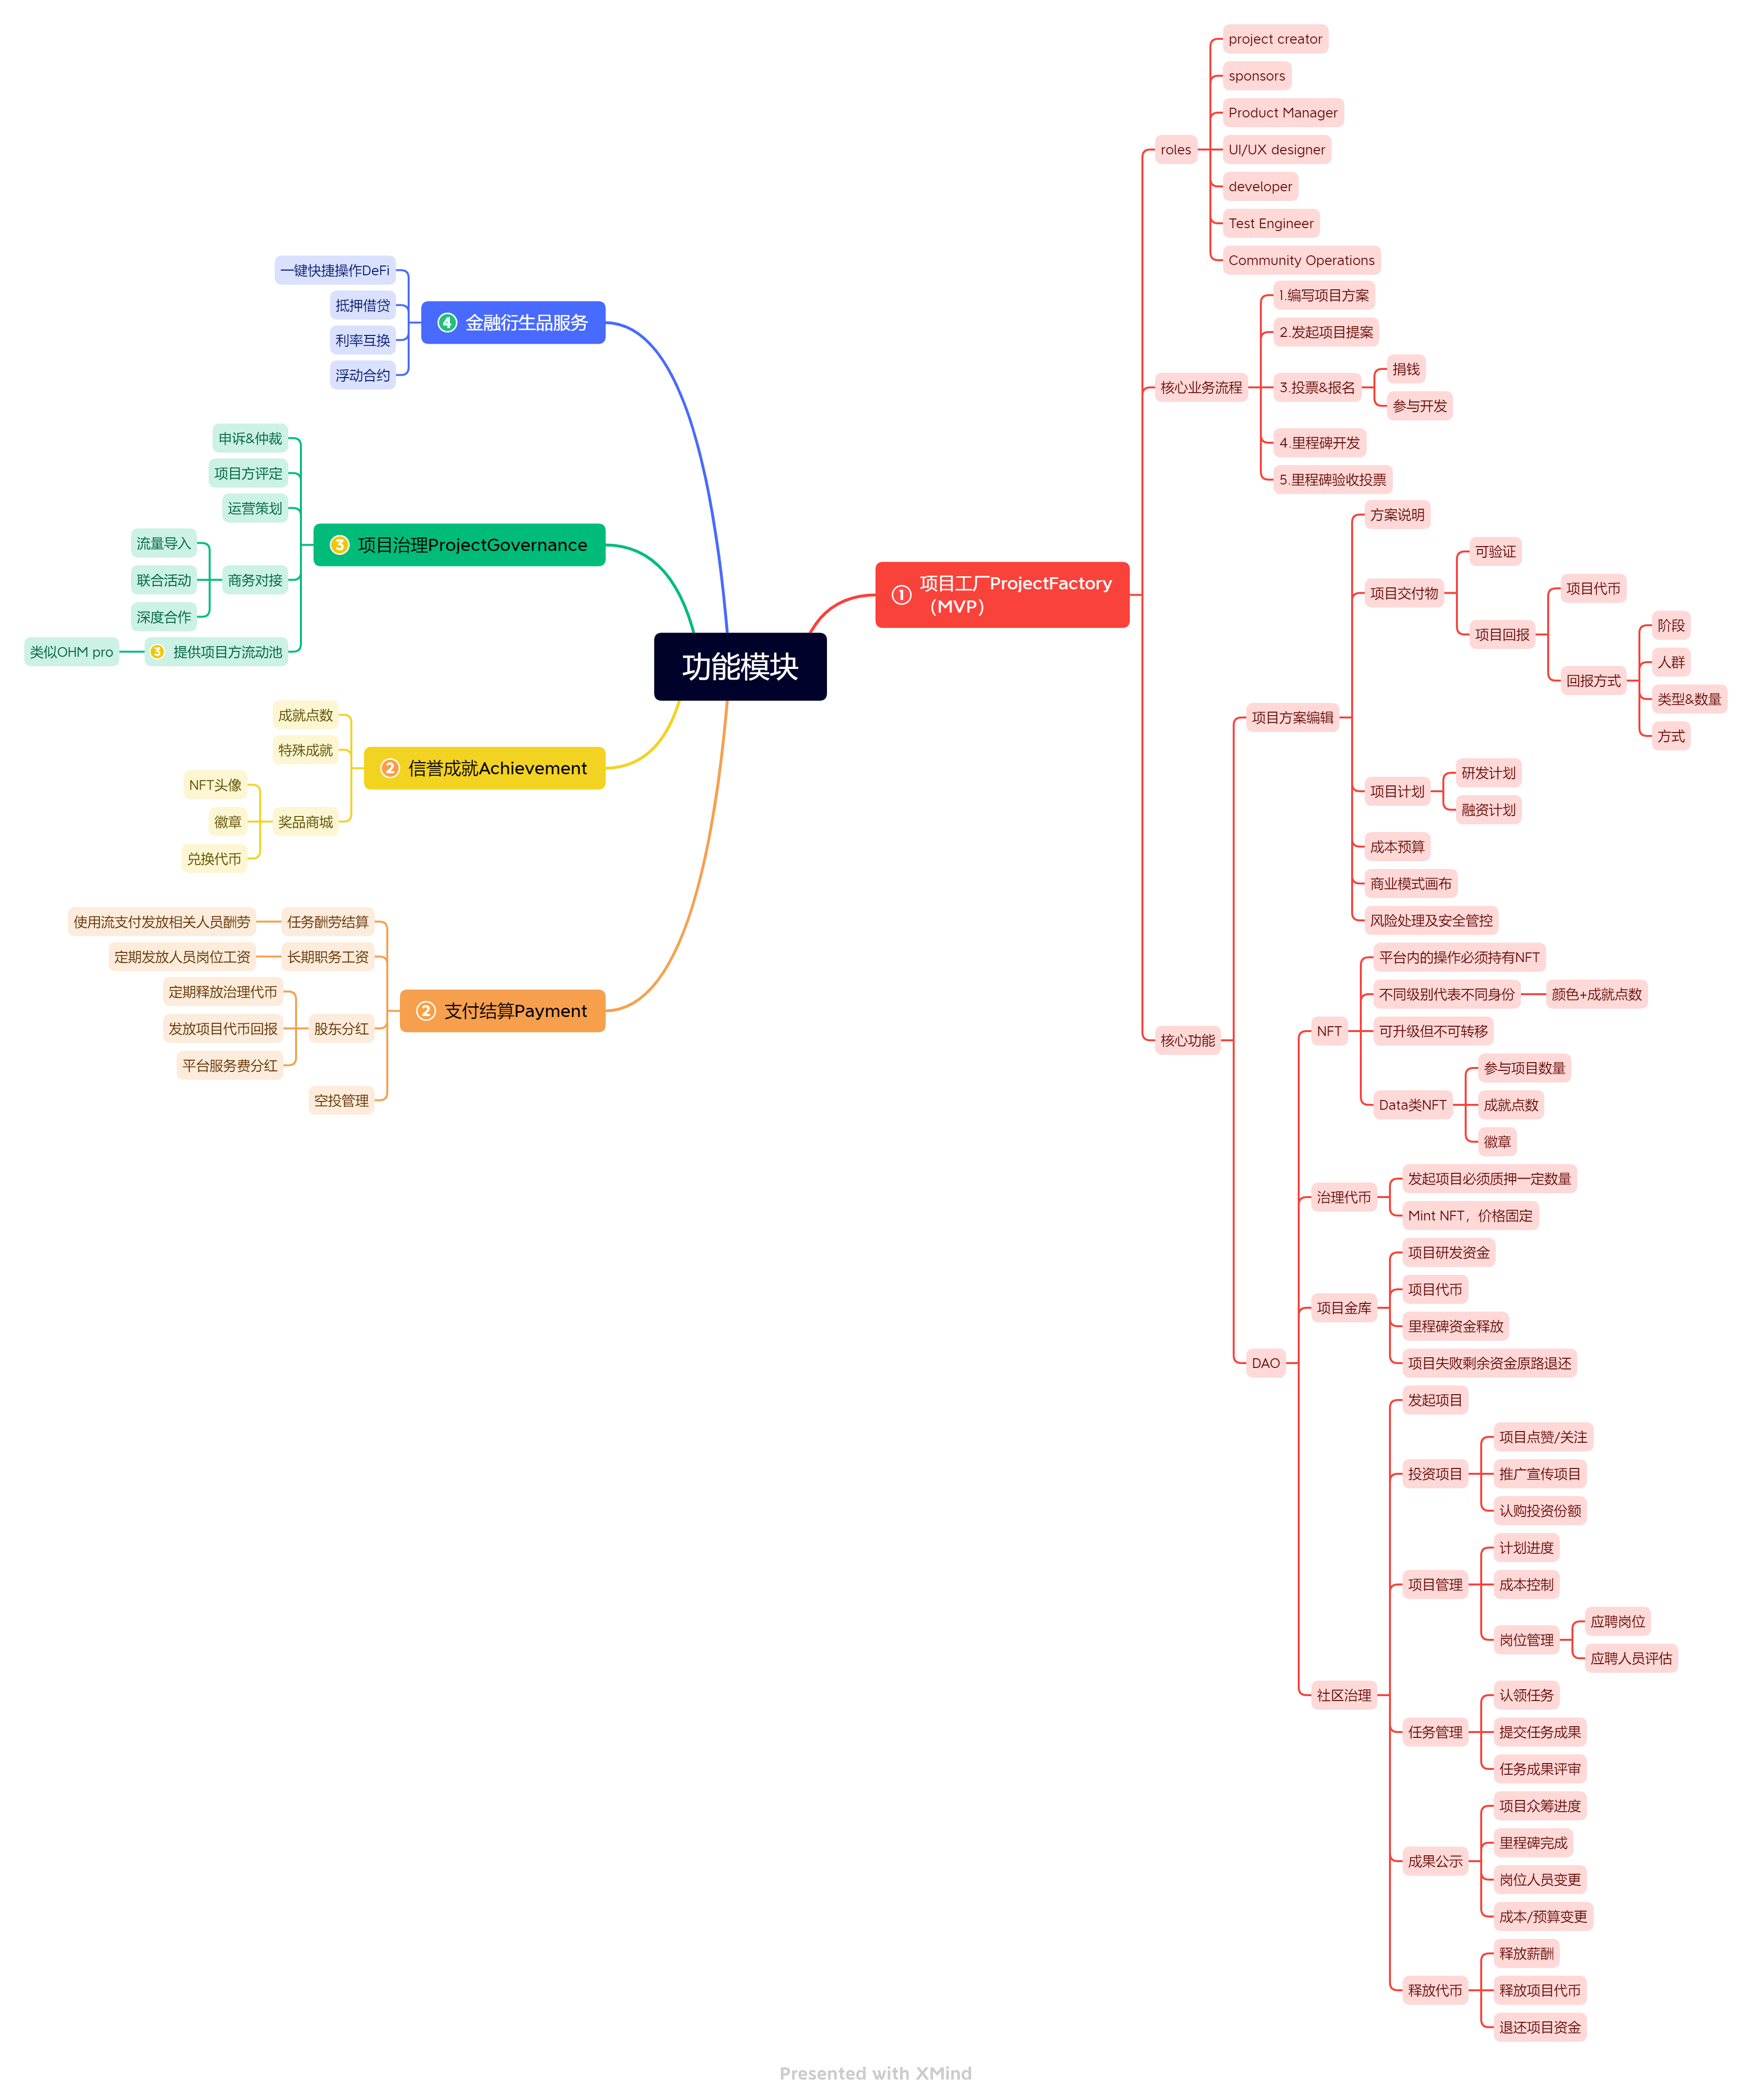 功能模块
① 项目工厂ProjectFactory
（MVP）
roles
project creator
sponsors
Product Manager
UI/UX designer
developer
Test Engineer
Community Operations
核心业务流程
1.编写项目方案
2.发起项目提案
3.投票&报名
捐钱
参与开发
4.里程碑开发
5.里程碑验收投票
核心功能
项目方案编辑
方案说明
项目交付物
可验证
项目回报
项目代币
回报方式
阶段
人群
类型&数量
方式
项目计划
研发计划
融资计划
成本预算
商业模式画布
风险处理及安全管控
DAO
NFT
平台内的操作必须持有NFT
不同级别代表不同身份
颜色+成就点数
可升级但不可转移
Data类NFT
参与项目数量
成就点数
徽章
治理代币
发起项目必须质押一定数量
Mint NFT，价格固定
项目金库
项目研发资金
项目代币
里程碑资金释放
项目失败剩余资金原路退还
社区治理
发起项目
投资项目
项目点赞/关注
推广宣传项目
认购投资份额
项目管理
计划进度
成本控制
岗位管理
应聘岗位
应聘人员评估
任务管理
认领任务
提交任务成果
任务成果评审
成果公示
项目众筹进度
里程碑完成
岗位人员变更
成本/预算变更
释放代币
释放薪酬
释放项目代币
退还项目资金
④ 金融衍生品服务
一键快捷操作DeFi
抵押借贷
利率互换
浮动合约
③ 项目治理ProjectGovernance
申诉&仲裁
项目方评定
运营策划
商务对接
流量导入
联合活动
深度合作
③ 提供项目方流动池
类似OHM pro
② 信誉成就Achievement
成就点数
特殊成就
奖品商城
NFT头像
徽章
兑换代币
② 支付结算Payment
任务酬劳结算
使用流支付发放相关人员酬劳
长期职务工资
定期发放人员岗位工资
股东分红
定期释放治理代币
发放项目代币回报
平台服务费分红
空投管理
Presented with XMind